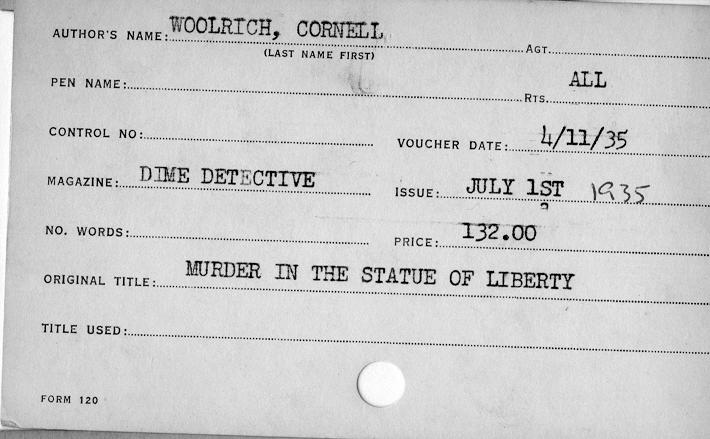 AUTHOR'S NAME: WOOLRICH, CORNELL AGT.
(LAST NAME FIRST)
PEN NAME: RTS. ALL
CONTROL NO: VOUCHER DATE: 4/11/35
MAGAZINE: DIME DETECTIVE ISSUE: JULY 1ST 1935
NO. WORDS: PRICE: 132.00
ORIGINAL TITLE: MURDER IN THE STATUE OF LIBERTY
TITLE USED:
FORM 120